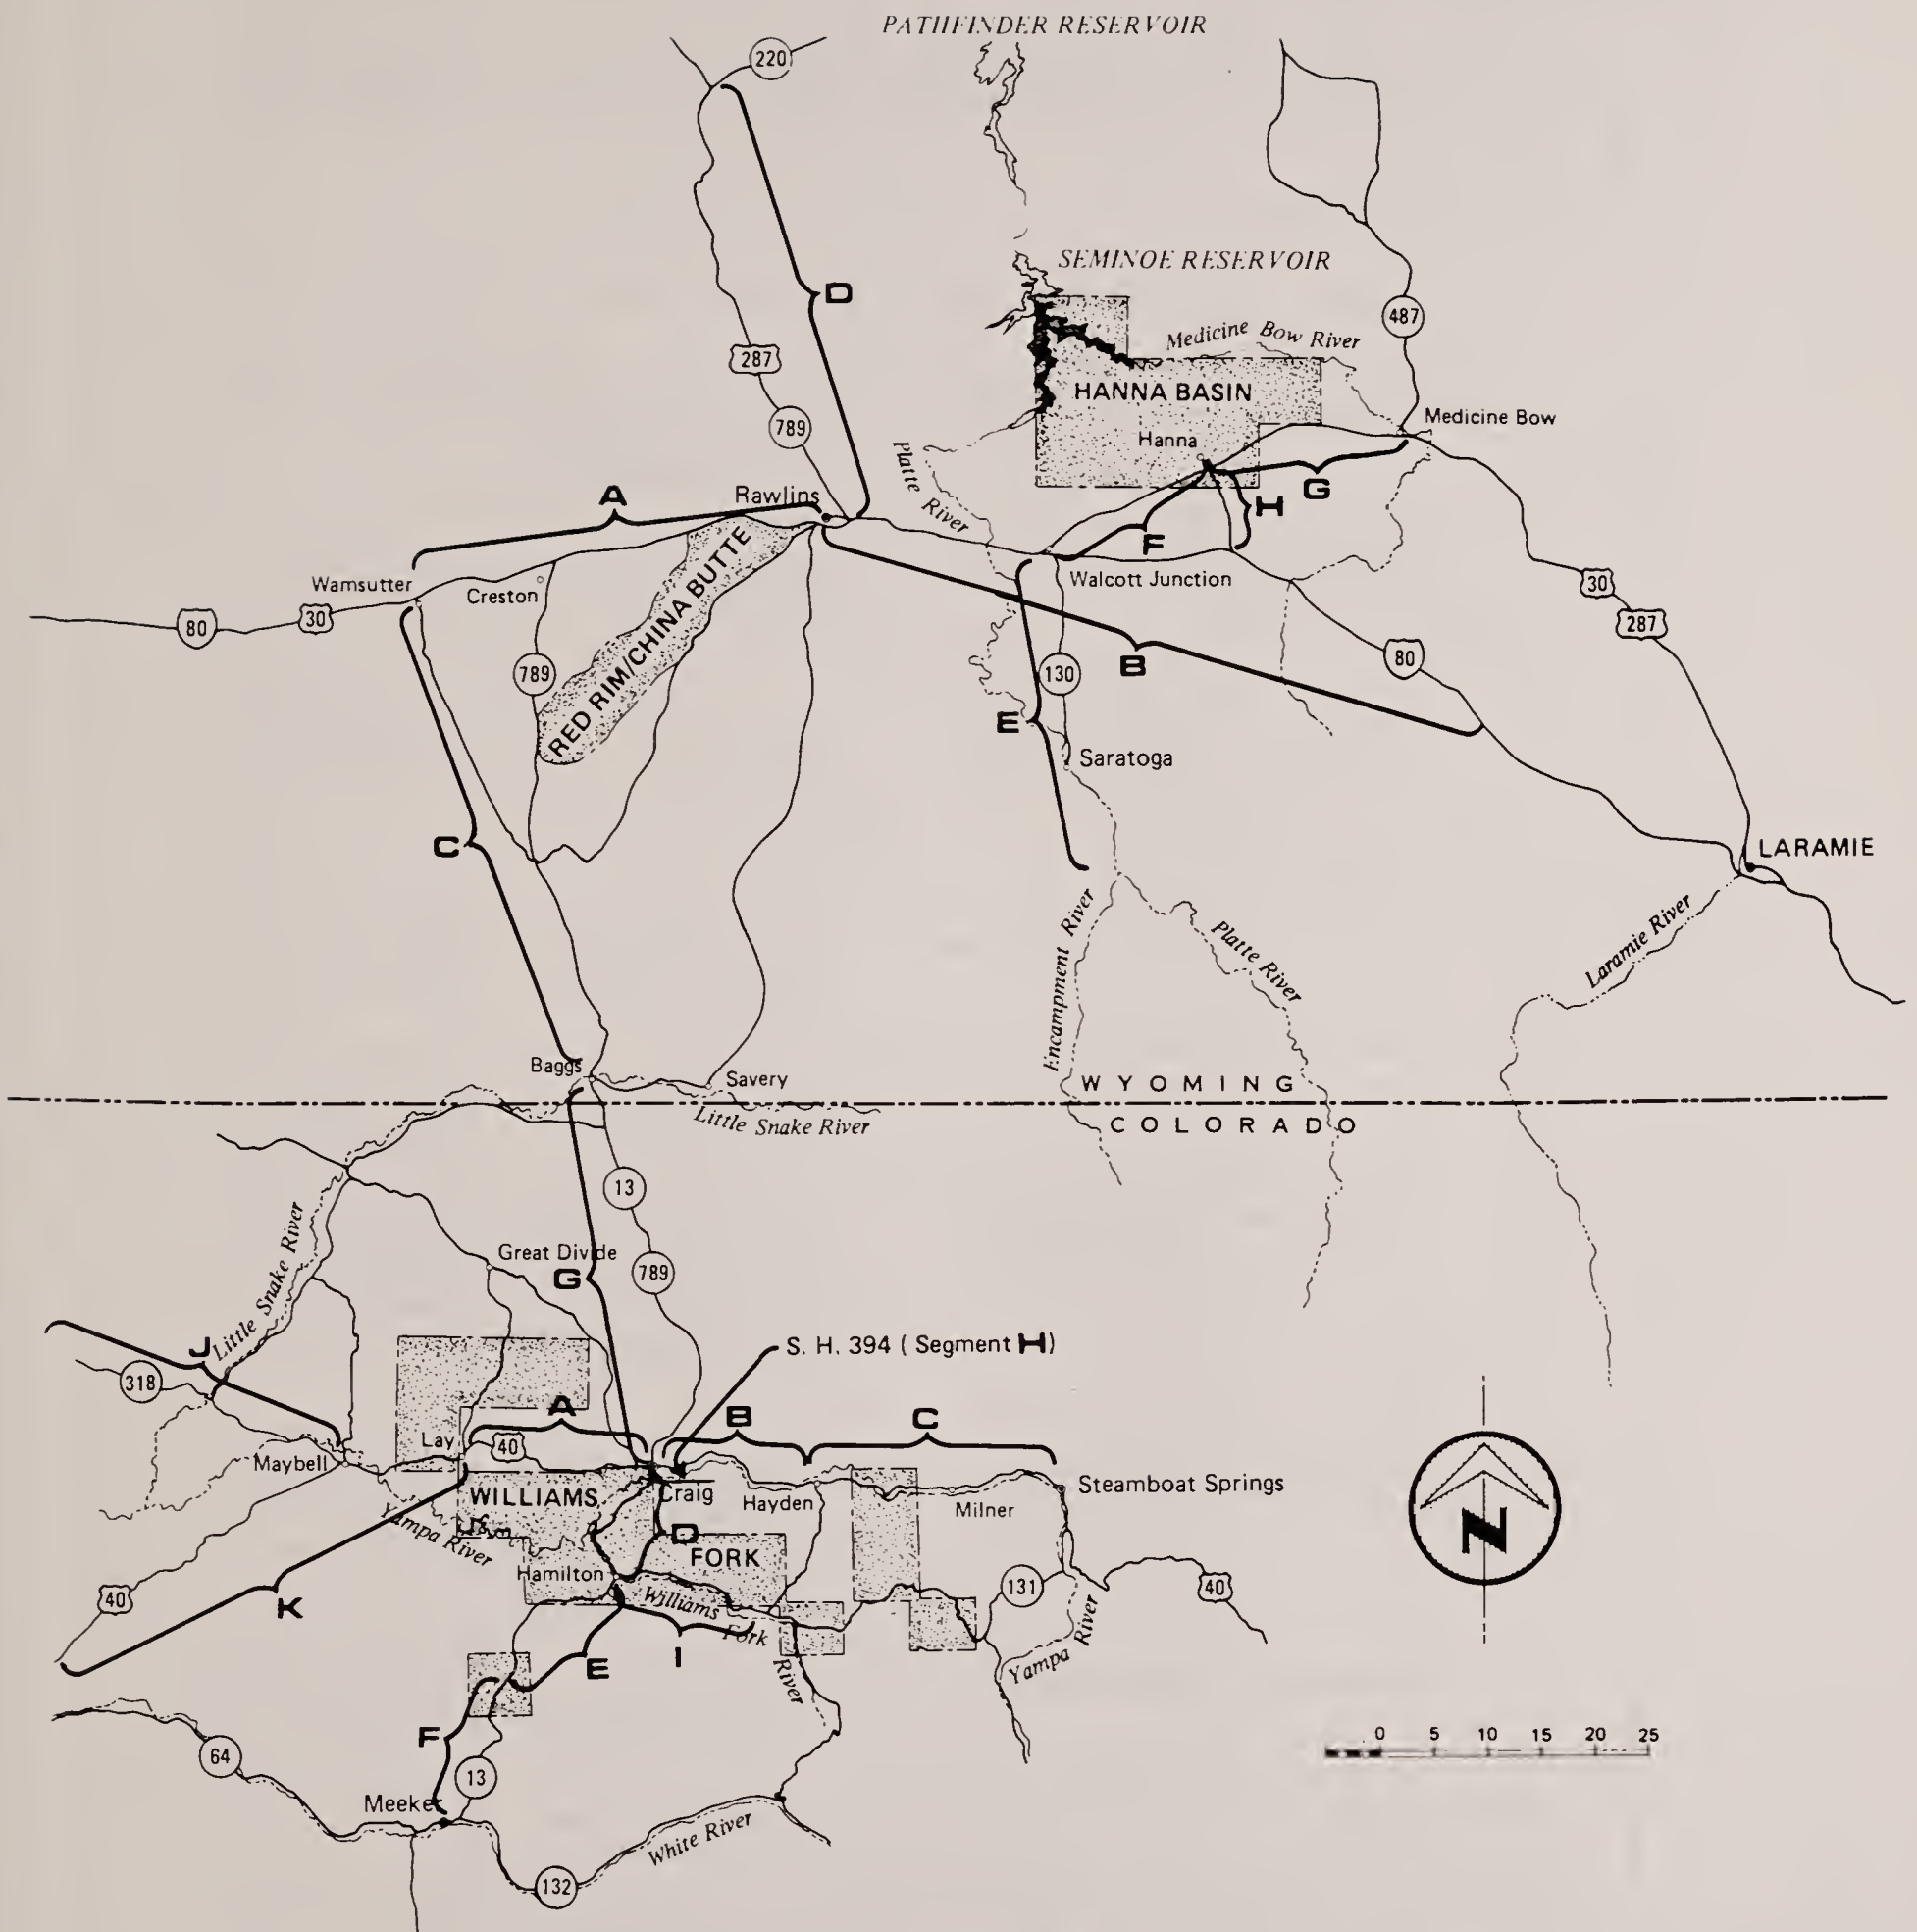 PATHFINDER RESERVOIR
220
SEMINOE RESERVOIR
D
487
Medicine Bow River
287
HANNA BASIN
789
Medicine Bow
Hanna
Platte River
A
Rawlins
G
H
F
Wamsutter
Creston
Walcott Junction
30
80
30
287
RED RIM/CHINA BUTTE
B
80
789
130
E
Saratoga
C
LARAMIE
Encampment River
Platte River
Laramie River
Baggs
Savery
WYOMING
Little Snake River
COLORADO
13
Little Snake River
Great Divide
G
789
J
S. H. 394 ( Segment H)
318
A
B
C
Lay
40
Maybell
Craig
Steamboat Springs
WILLIAMS
Hayden
Milner
N
Yampa River
D
FORK
Hamilton
131
40
40
K
Williams Fork River
Yampa River
I
E
F
0 5 10 15 20 25
64
13
Meeker
White River
132